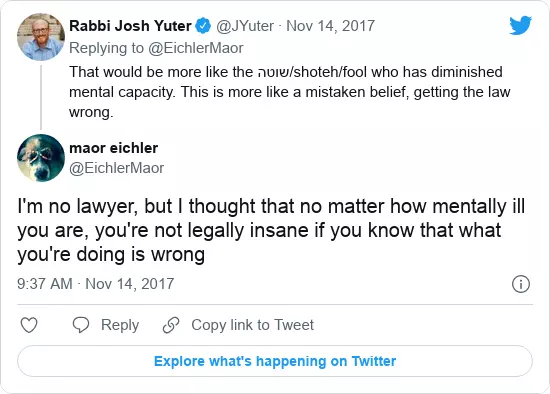 Rabbi Josh Yuter @JYuter · Nov 14, 2017
Replying to @EichlerMaor
That would be more like the שוטה/shoteh/fool who has diminished
mental capacity. This is more like a mistaken belief, getting the law
wrong.
maor eichler
@EichlerMaor
I'm no lawyer, but I thought that no matter how mentally ill
you are, you're not legally insane if you know that what
you're doing is wrong
9:37 AM · Nov 14, 2017
Reply
Copy link to Tweet
Explore what's happening on Twitter